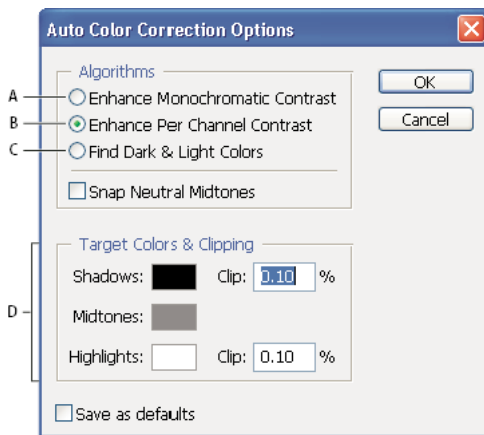 Auto Color Correction Options
Algorithms
A Enhance Monochromatic Contrast
B Enhance Per Channel Contrast
C Find Dark & Light Colors
Snap Neutral Midtones
OK
Cancel
D
Target Colors & Clipping
Shadows: Clip: 0.10 %
Midtones:
Highlights: Clip: 0.10 %
Save as defaults